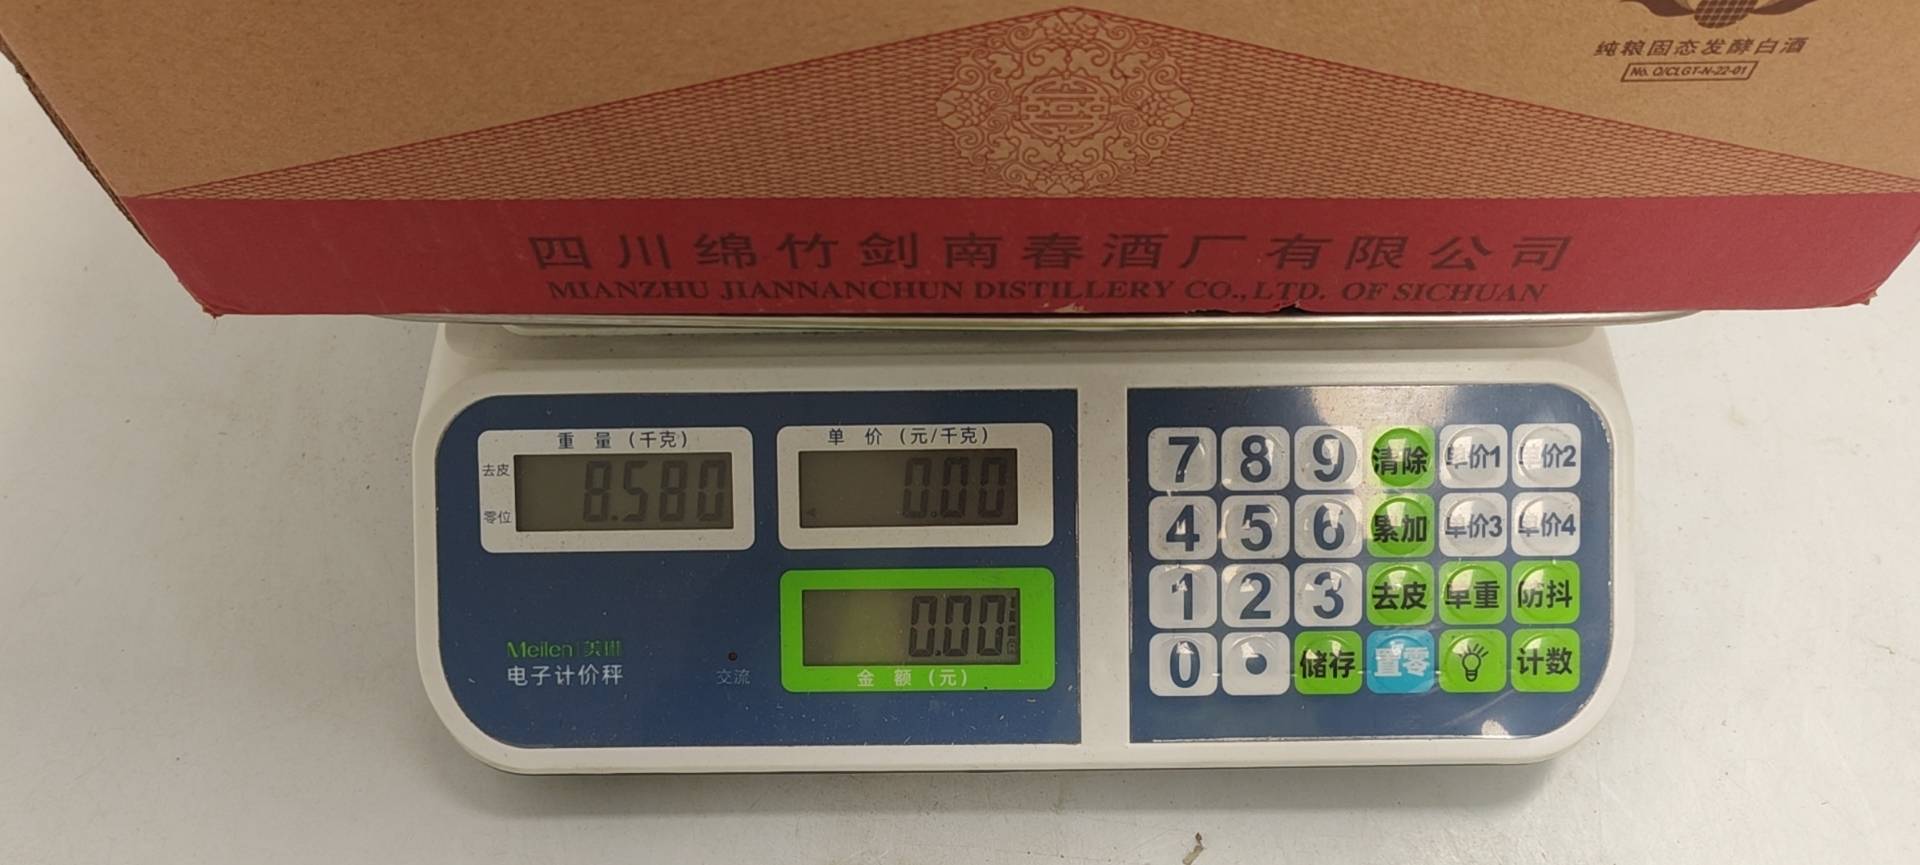 纯粮固态发酵白酒
No. Q/CLGT-N-22-01
四川绵竹剑南春酒厂有限公司
MIANZHU JIANNANCHUN DISTILLERY CO.,LTD. OF SICHUAN
重量(千克)
去皮
零位
8.580
单价(元/千克)
0.00
0.00
金额(元)
Meilen 美琳
电子计价秤
交流
7 8 9 清除 单价1 单价2
4 5 6 累加 单价3 单价4
1 2 3 去皮 单重 防抖
0 . 储存 置零 计数